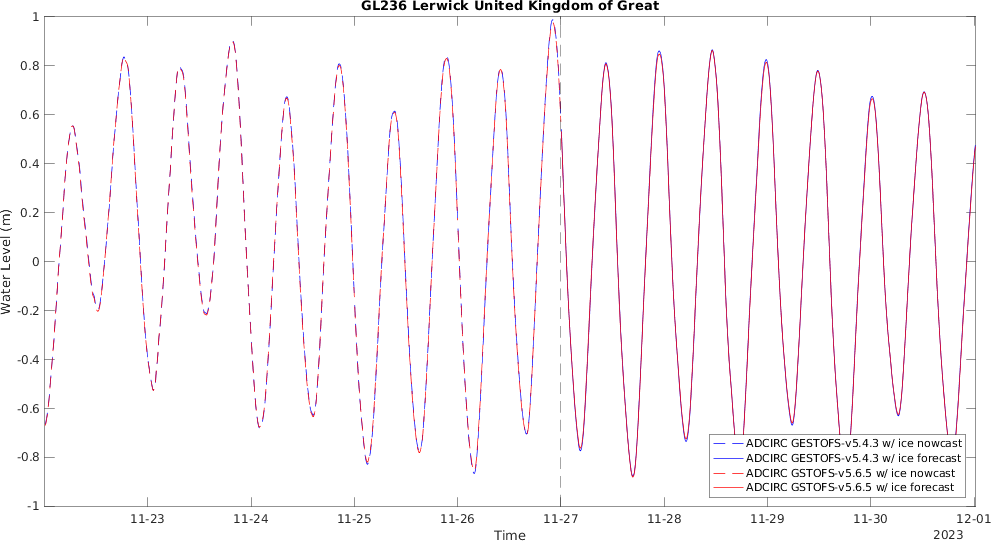 GL236 Lerwick United Kingdom of Great
1
0.8
0.6
0.4
0.2
0
-0.2
-0.4
-0.6
-0.8
-1
Water Level (m)
11-23 11-24 11-25 11-26 11-27 11-28 11-29 11-30 12-01
Time
2023
ADCIRC GESTOFS-v5.4.3 w/ ice nowcast
ADCIRC GESTOFS-v5.4.3 w/ ice forecast
ADCIRC GSTOFS-v5.6.5 w/ ice nowcast
ADCIRC GSTOFS-v5.6.5 w/ ice forecast